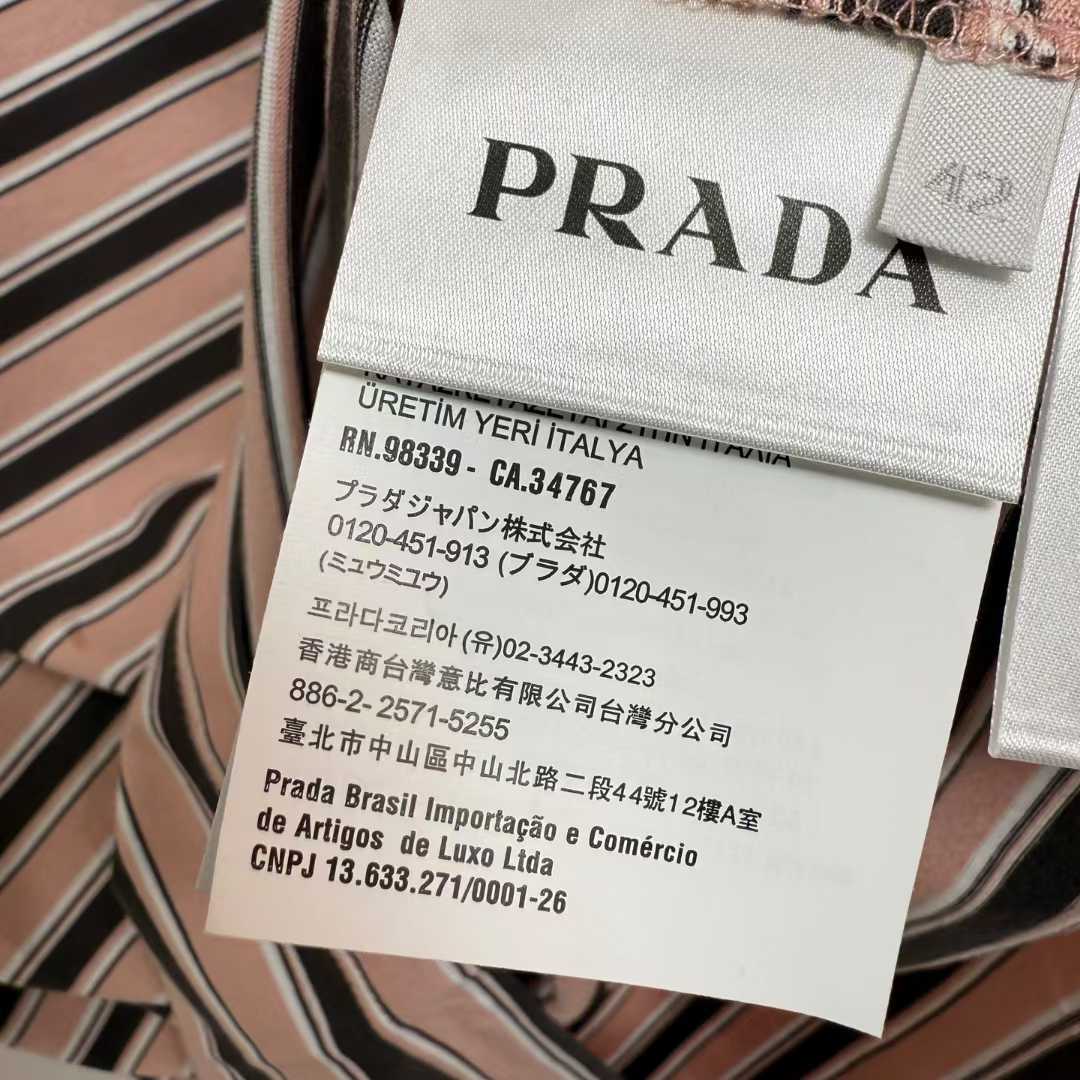 PRADA
42
ÜRETİM YERİ İTALYA
RN.98339 - CA.34767
プラダジャパン株式会社
0120-451-913 (プラダ)0120-451-993
(ミュウミュウ)
프라다코리아(유)02-3443-2323
香港商台灣意比有限公司台灣分公司
886-2- 2571-5255
臺北市中山區中山北路二段44號12樓A室
Prada Brasil Importação e Comércio
de Artigos de Luxo Ltda
CNPJ 13.633.271/0001-26